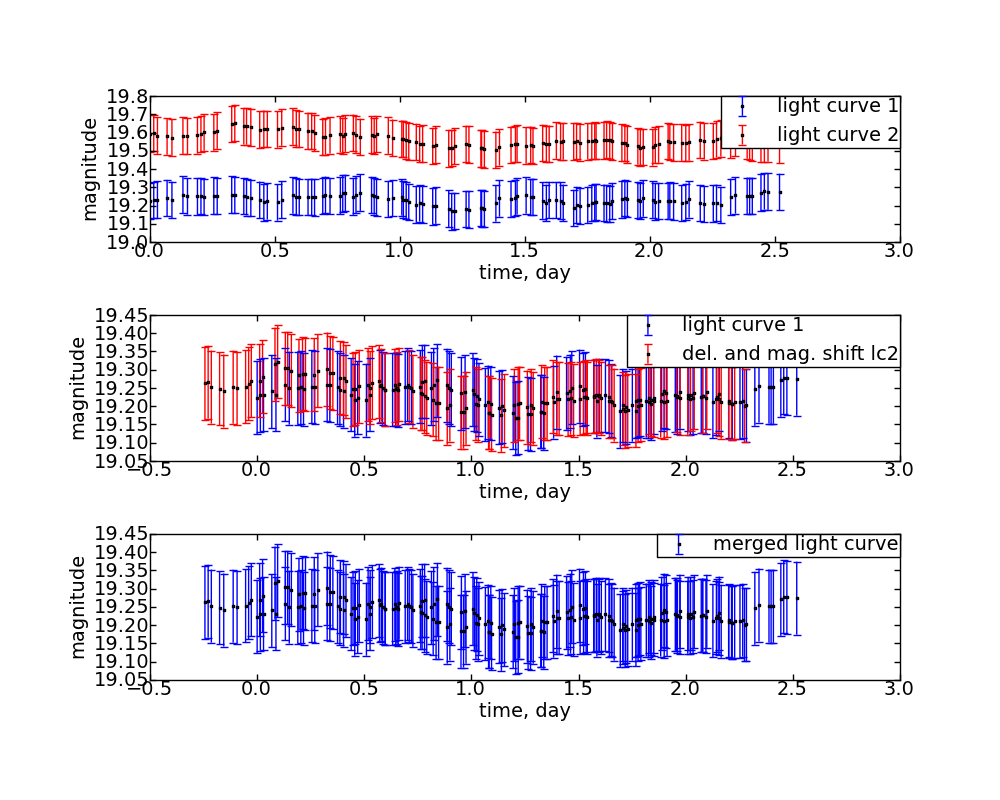 19.8
19.7
19.6
19.5
19.4
19.3
19.2
19.1
19.0
magnitude
light curve 1
light curve 2
0.0 0.5 1.0 1.5 2.0 2.5 3.0
time, day
19.45
19.40
19.35
19.30
19.25
19.20
19.15
19.10
19.05
magnitude
light curve 1
del. and mag. shift lc2
−0.5 0.0 0.5 1.0 1.5 2.0 2.5 3.0
time, day
19.45
19.40
19.35
19.30
19.25
19.20
19.15
19.10
19.05
magnitude
merged light curve
−0.5 0.0 0.5 1.0 1.5 2.0 2.5 3.0
time, day